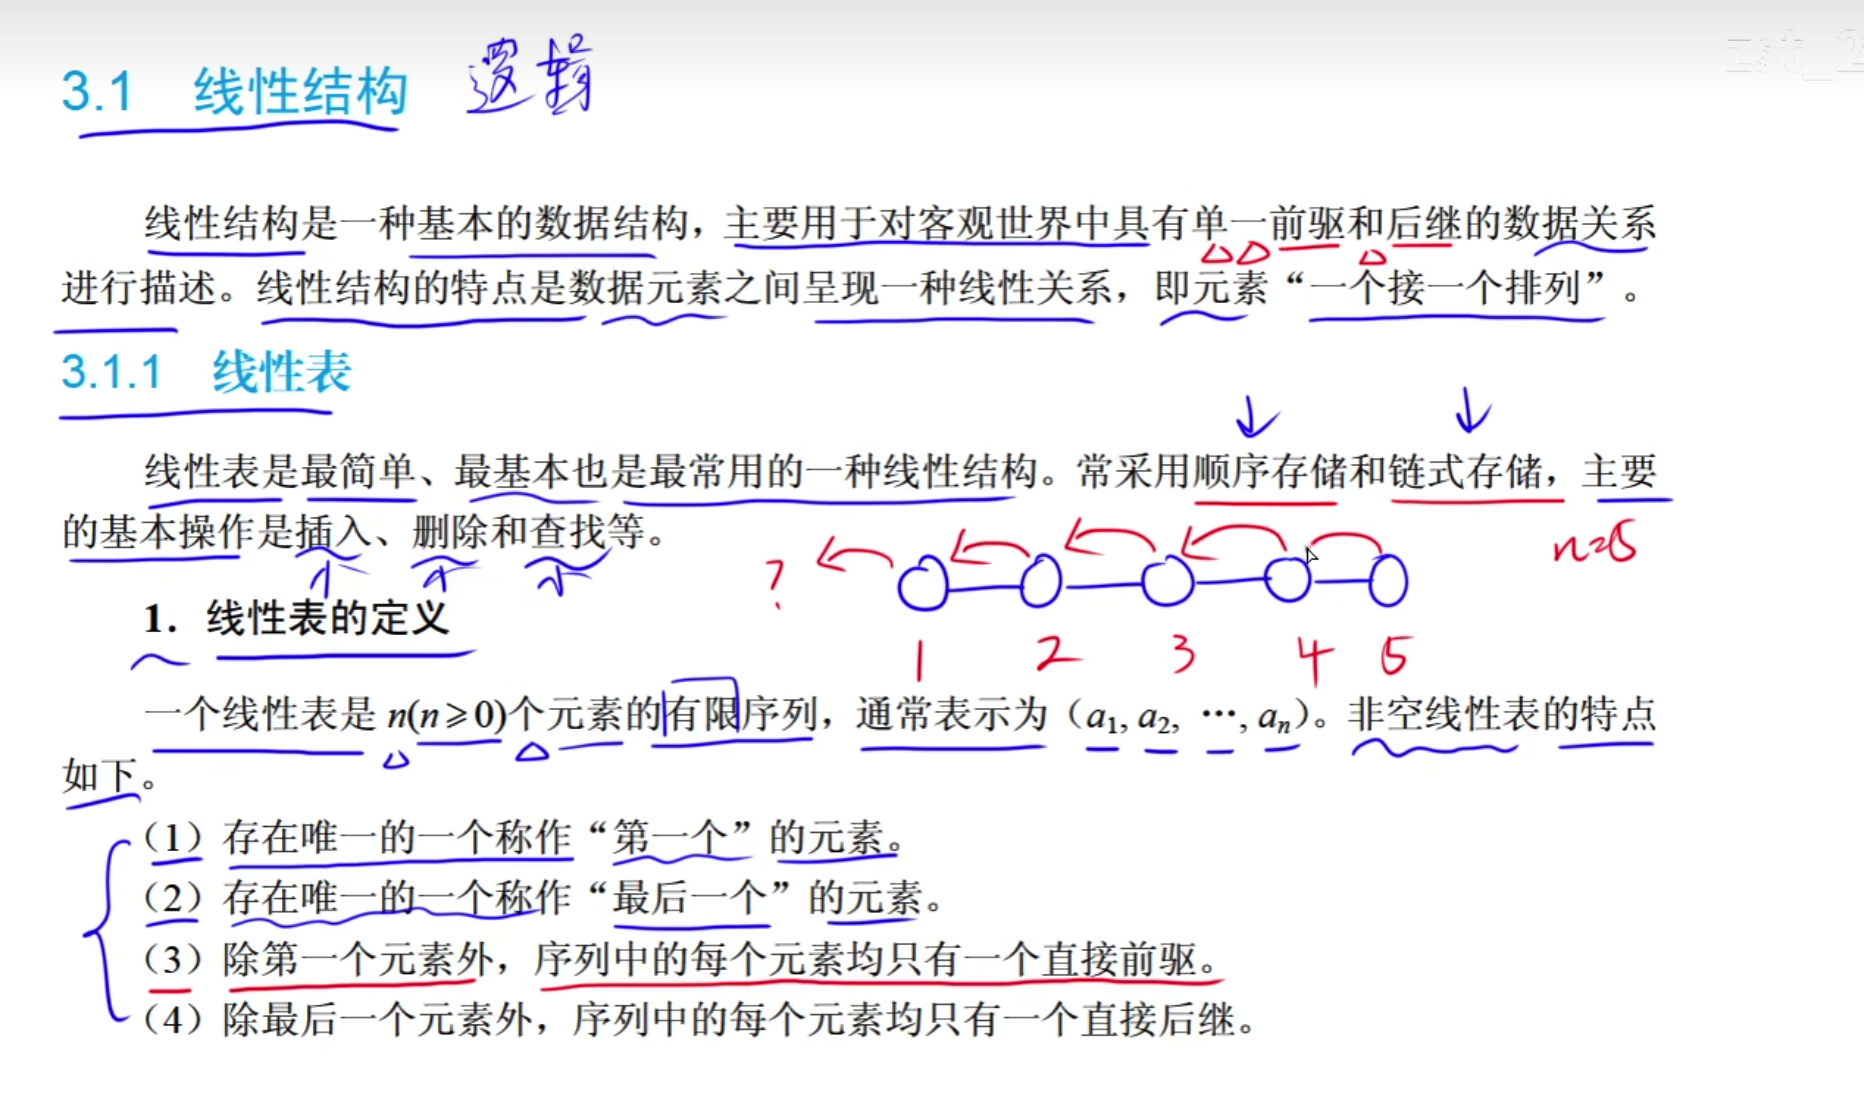 3.1 线性结构 逻辑
线性结构是一种基本的数据结构，主要用于对客观世界中具有单一前驱和后继的数据关系
进行描述。线性结构的特点是数据元素之间呈现一种线性关系，即元素“一个接一个排列”。
3.1.1 线性表
线性表是最简单、最基本也是最常用的一种线性结构。常采用顺序存储和链式存储，主要
的基本操作是插入、删除和查找等。
? n=5
1. 线性表的定义
1 2 3 4 5
一个线性表是 n(n≥0)个元素的有限序列，通常表示为（a1, a2, …, an）。非空线性表的特点
如下。
（1）存在唯一的一个称作“第一个”的元素。
（2）存在唯一的一个称作“最后一个”的元素。
（3）除第一个元素外，序列中的每个元素均只有一个直接前驱。
（4）除最后一个元素外，序列中的每个元素均只有一个直接后继。